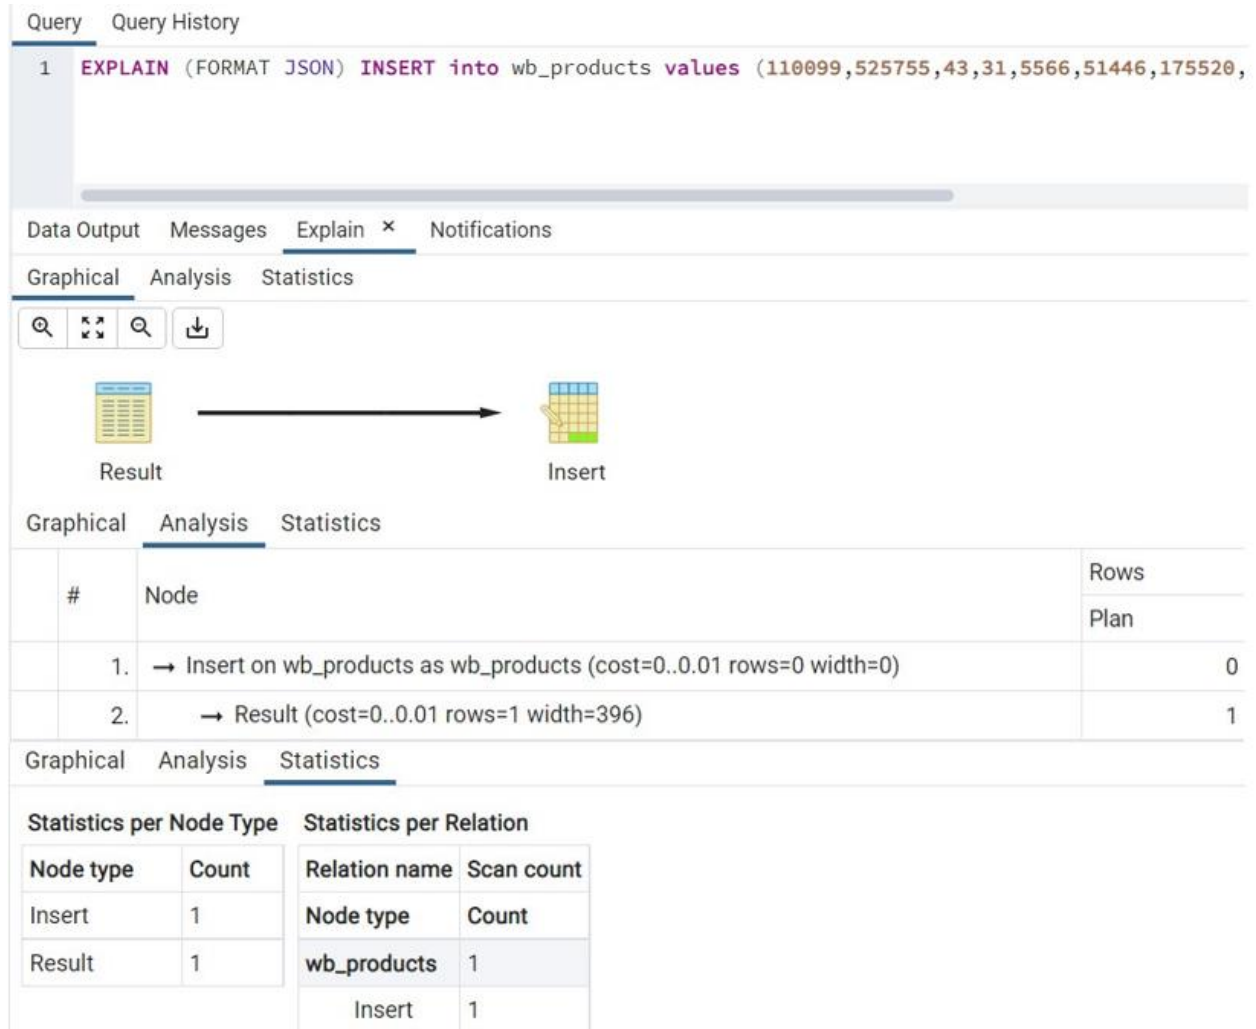 Query Query History
1 EXPLAIN (FORMAT JSON) INSERT into wb_products values (110099,525755,43,31,5566,51446,175520,
Data Output Messages Explain × Notifications
Graphical Analysis Statistics
Result Insert
Graphical Analysis Statistics
# Node Rows
Plan
1. → Insert on wb_products as wb_products (cost=0..0.01 rows=0 width=0) 0
2. → Result (cost=0..0.01 rows=1 width=396) 1
Graphical Analysis Statistics
Statistics per Node Type Statistics per Relation
Node type Count Relation name Scan count
Insert 1 Node type Count
Result 1 wb_products 1
Insert 1